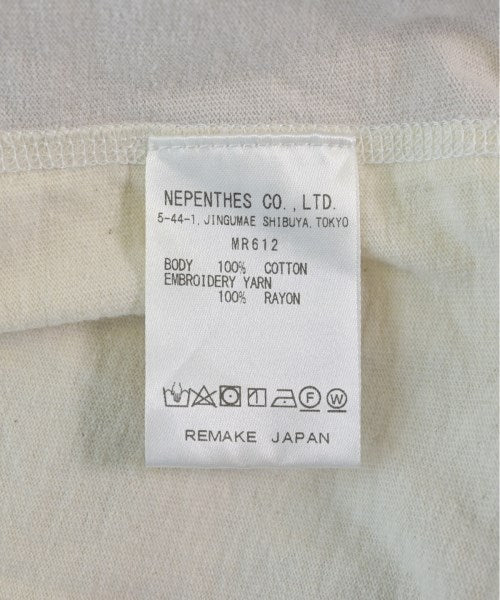 NEPENTHES CO., LTD.
5-44-1, JINGUMAE SHIBUYA, TOKYO
MR612
BODY 100% COTTON
EMBROIDERY YARN
100% RAYON
F W
REMAKE JAPAN